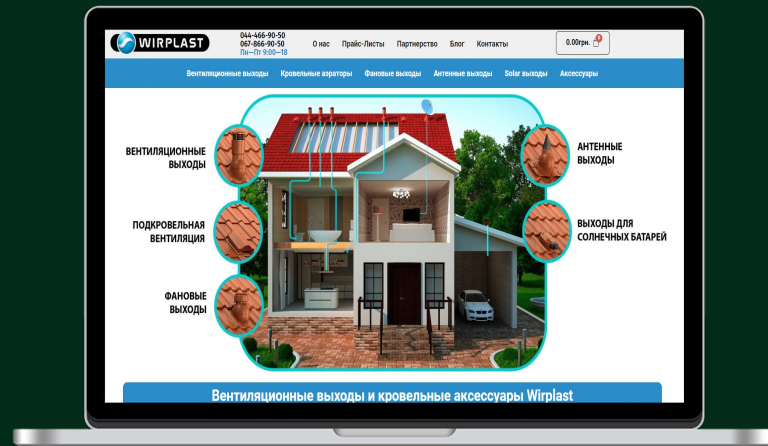 WIRPLAST
044-466-90-50
067-866-90-50
Пн—Пт 9:00—18
О нас Прайс-Листы Партнерство Блог Контакты
0.00грн. 0
Вентиляционные выходы Кровельные аэраторы Фановые выходы Антенные выходы Solar выходы Аксессуары
ВЕНТИЛЯЦИОННЫЕ
ВЫХОДЫ
ПОДКРОВЕЛЬНАЯ
ВЕНТИЛЯЦИЯ
ФАНОВЫЕ
ВЫХОДЫ
АНТЕННЫЕ
ВЫХОДЫ
ВЫХОДЫ ДЛЯ
СОЛНЕЧНЫХ БАТАРЕЙ
Вентиляционные выходы и кровельные аксессуары Wirplast